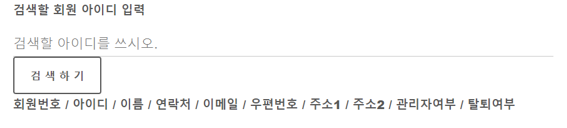 검색할 회원 아이디 입력
검색할 아이디를 쓰시오.
검색하기
회원번호 / 아이디 / 이름 / 연락처 / 이메일 / 우편번호 / 주소1 / 주소2 / 관리자여부 / 탈퇴여부